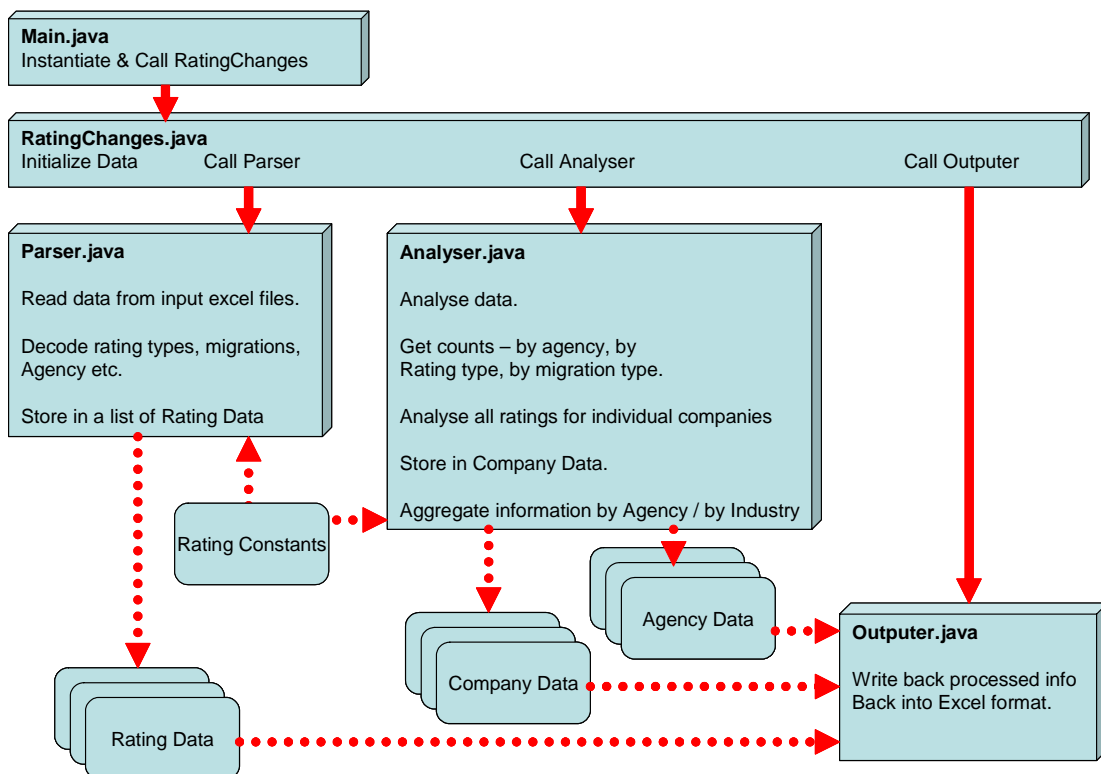 Main.java
Instantiate & Call RatingChanges
RatingChanges.java
Initialize Data Call Parser Call Analyser Call Outputer
Parser.java
Read data from input excel files.
Decode rating types, migrations,
Agency etc.
Store in a list of Rating Data
Analyser.java
Analyse data.
Get counts – by agency, by
Rating type, by migration type.
Analyse all ratings for individual companies
Store in Company Data.
Aggregate information by Agency / by Industry
Rating Constants
Agency Data
Company Data
Rating Data
Outputer.java
Write back processed info
Back into Excel format.